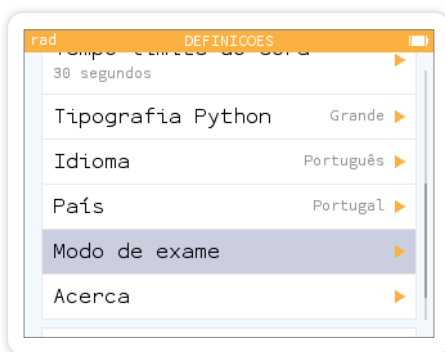 rad DEFINICOES
30 segundos
Tipografia Python Grande
Idioma Português
País Portugal
Modo de exame
Acerca